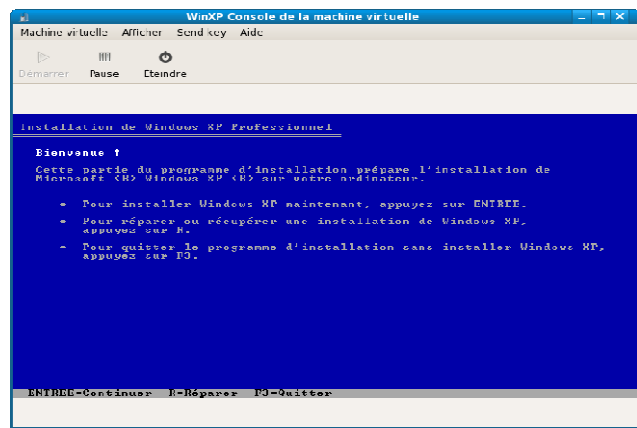 WinXP Console de la machine virtuelle
Machine virtuelle Afficher Send key Aide
Démarrer Pause Eteindre
Installation de Windows XP Professionnel
Bienvenue !
Cette partie du programme d'installation prépare l'installation de
Microsoft (R) Windows XP (R) sur votre ordinateur.
• Pour installer Windows XP maintenant, appuyez sur ENTREE.
• Pour réparer ou récupérer une installation de Windows XP,
appuyez sur R.
• Pour quitter le programme d'installation sans installer Windows XP,
appuyez sur F3.
ENTREE=Continuer R=Réparer F3=Quitter